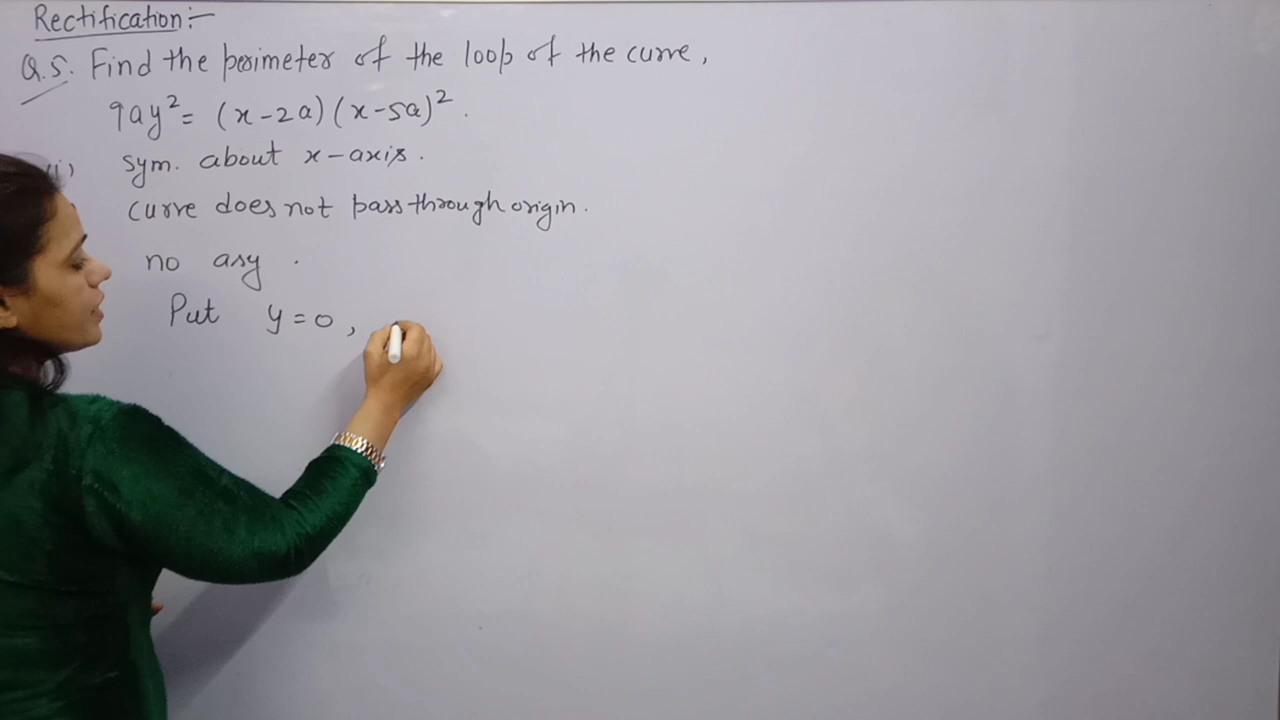 Rectification:-
Q.5. Find the perimeter of the loop of the curve,
9ay² = (x-2a)(x-5a)².
(i) sym. about x-axis.
curve does not pass through origin.
no asy.
Put y=0,